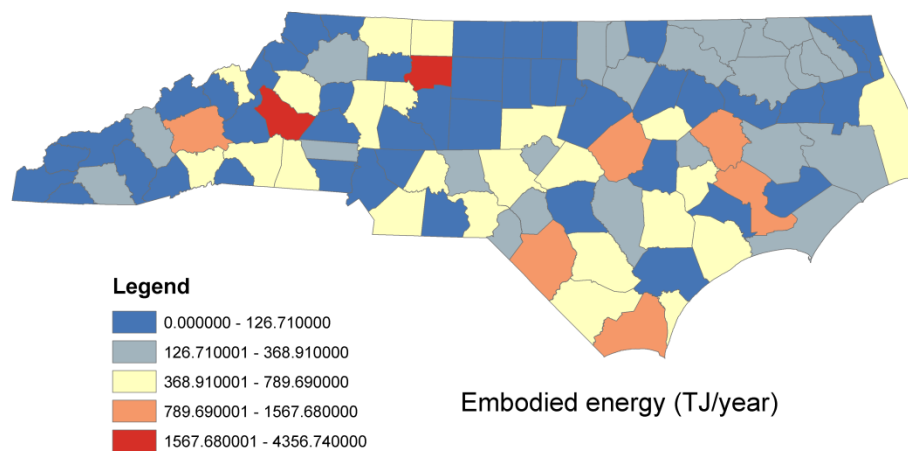 Legend
0.000000 - 126.710000
126.710001 - 368.910000
368.910001 - 789.690000
789.690001 - 1567.680000
1567.680001 - 4356.740000
Embodied energy (TJ/year)